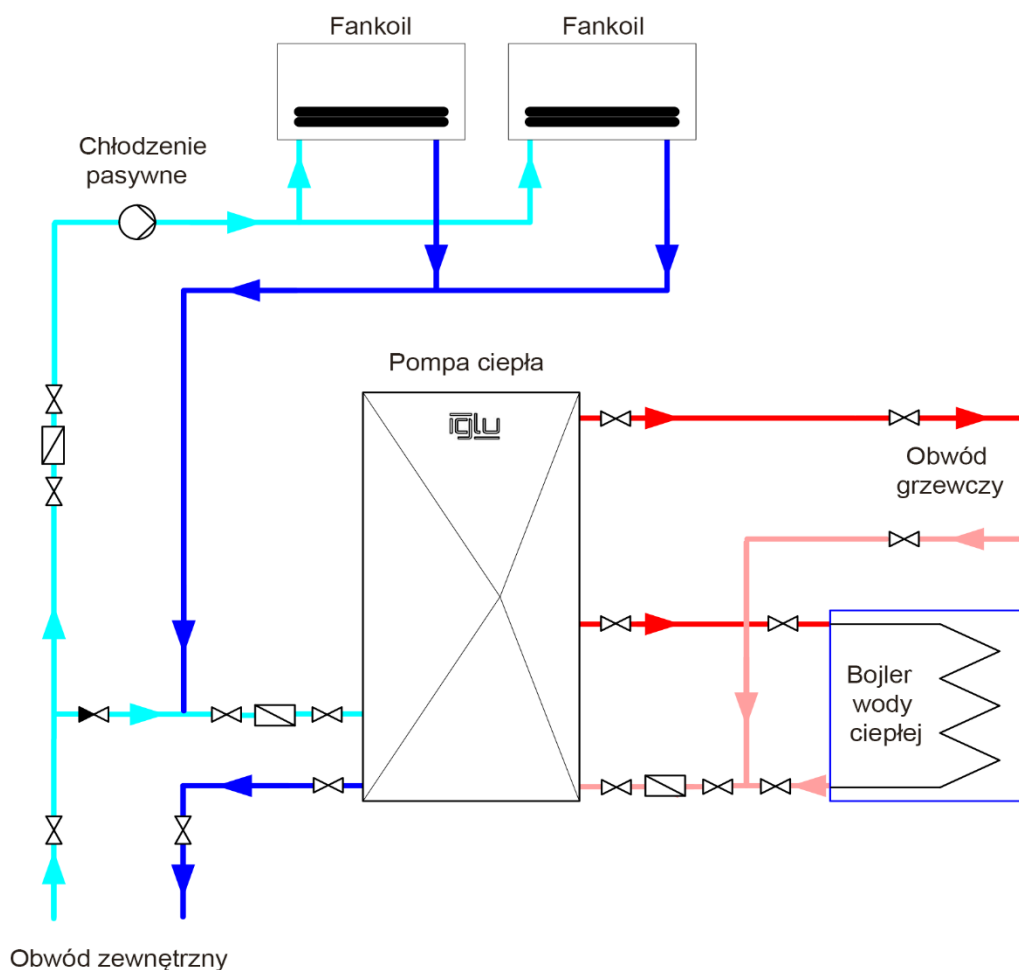 Fankoil
Fankoil
Chłodzenie
pasywne
Pompa ciepła
iglu
Obwód
grzewczy
Bojler
wody
ciepłej
Obwód zewnętrzny